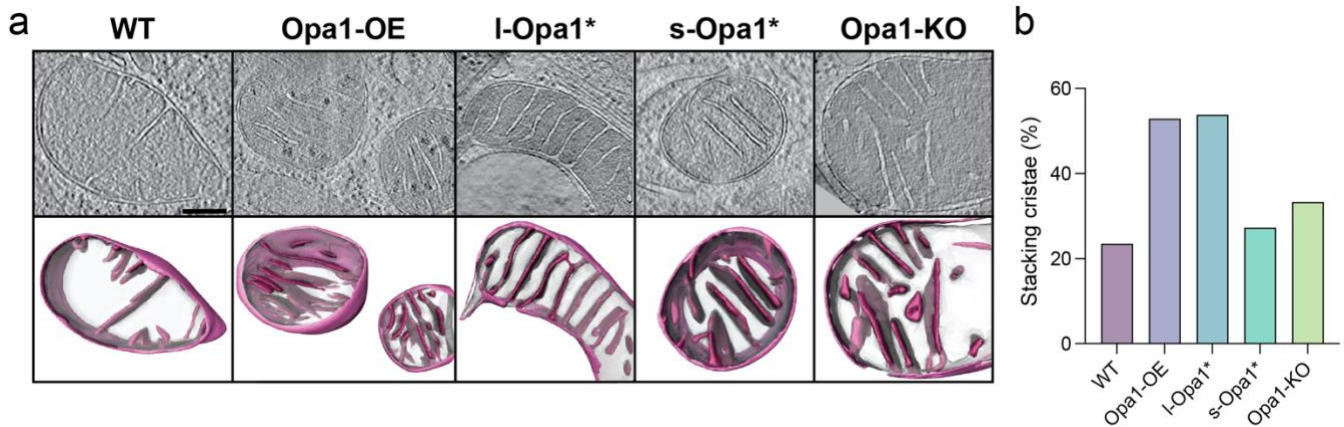 a
WT
Opa1-OE
l-Opa1*
s-Opa1*
Opa1-KO
b
Stacking cristae (%)
60
40
20
0
WT
Opa1-OE
l-Opa1*
s-Opa1*
Opa1-KO